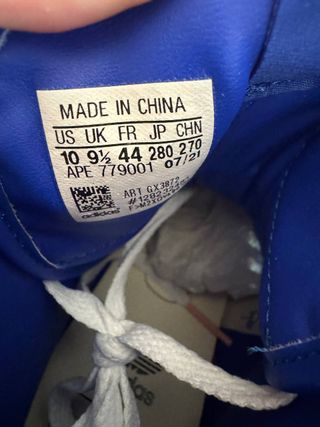 MADE IN CHINA
US UK FR JP CHN
10 9½ 44 280 270
APE 779001 07/21
ART GX3872
adidas
adidas